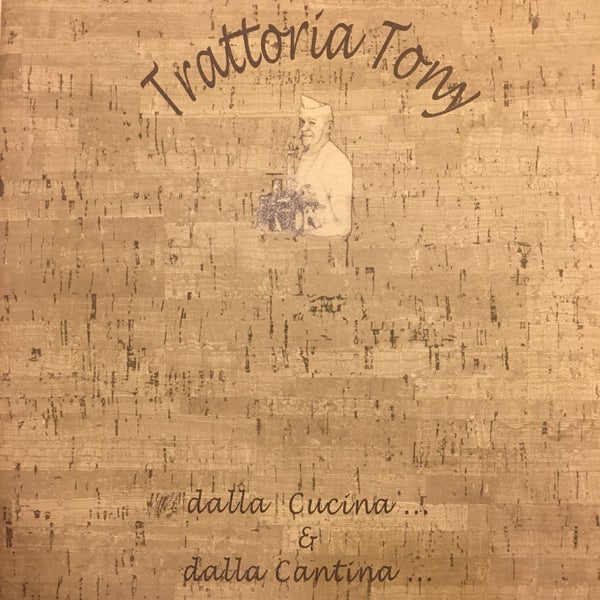 Trattoria Tony
dalla Cucina ...
&
dalla Cantina ...